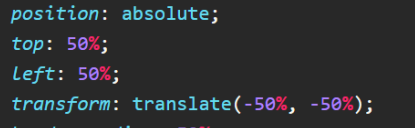 position: absolute;
top: 50%;
left: 50%;
transform: translate(-50%, -50%);